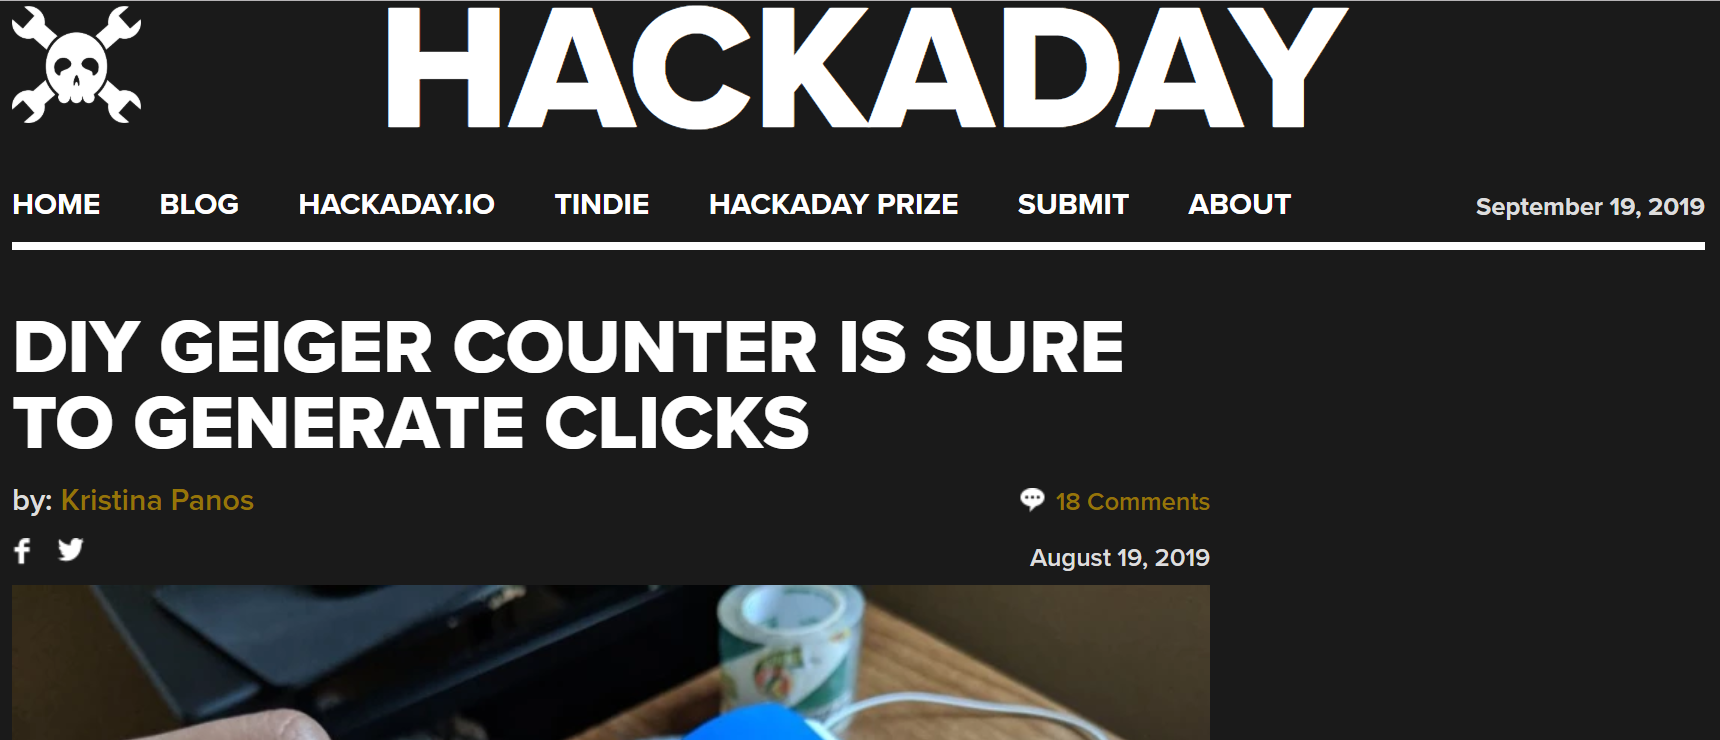 HACKADAY
HOME BLOG HACKADAY.IO TINDIE HACKADAY PRIZE SUBMIT ABOUT September 19, 2019
DIY GEIGER COUNTER IS SURE
TO GENERATE CLICKS
by: Kristina Panos 18 Comments
August 19, 2019